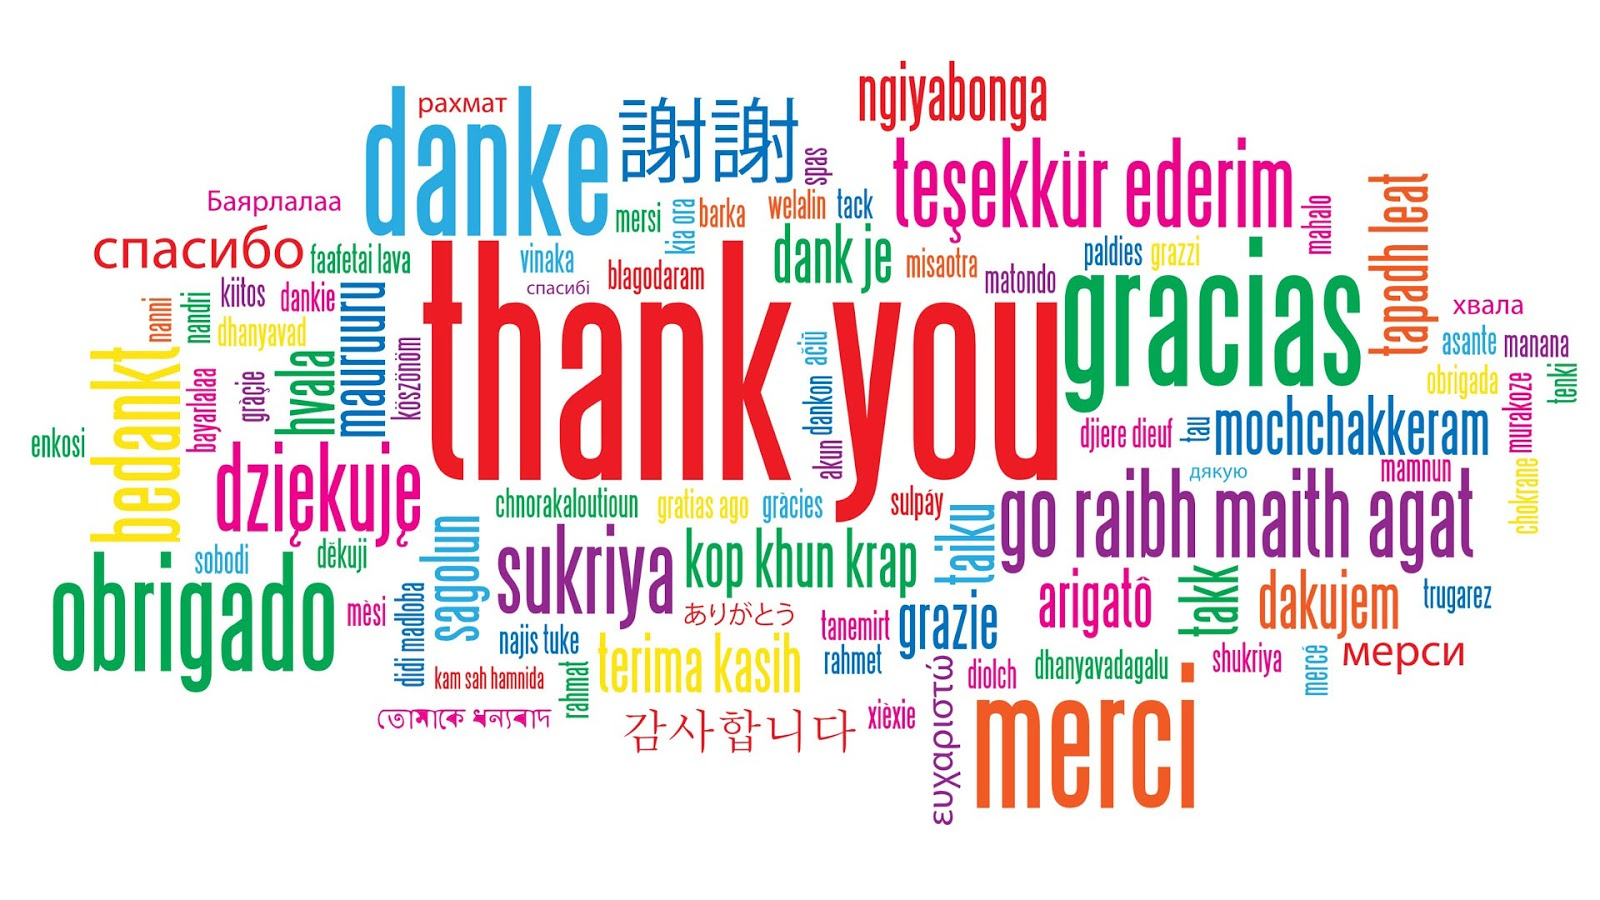 ngiyabonga
рахмат
danke
謝謝
spas
teşekkür ederim
tapadh leat
Баярлалаа
mersi
kia ora
barka
welalin
tack
mahalo
спасибо
faafetai lava
vinaka
спасибі
blagodaram
dank je
misaotra
matondo
paldies
grazzi
gracias
thank you
nanni
nandri
kiitos
dankie
mauruuru
хвала
dhanyavad
köszönöm
ačiū
asante
manana
bedankt
bayarlalaa
gràçie
hvala
dankon
obrigada
murakoze
tenki
enkosi
akun
djiere dieuf
tau
mochchakkeram
dziękuję
дякую
mamnun
chokrane
chnorakaloutioun
gratias ago
gràcies
sulpáy
go raibh maith agat
sobodi
děkuji
sagolun
sukriya
kop khun krap
taiku
obrigado
mèsi
didi madloba
ありがとう
tanemirt
grazie
arigatô
takk
dakujem
trugarez
najis tuke
terima kasih
rahmet
мерси
kam sah hamnida
rahmat
ευχαριστώ
diolch
dhanyavadagalu
shukriya
mercé
তোমাকে ধন্যবাদ
감사합니다
xièxie
merci